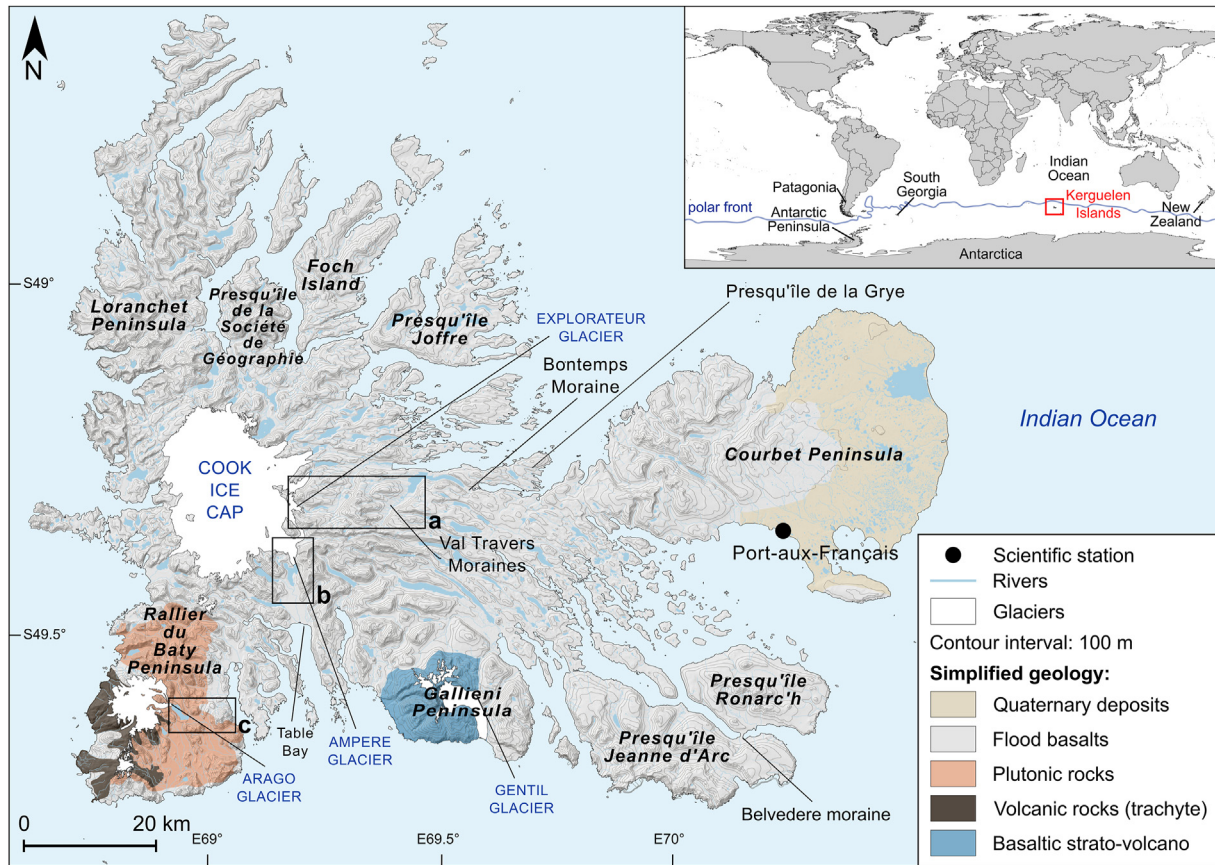 N
Patagonia
South
Georgia
Indian
Ocean
polar front
Antarctic
Peninsula
Kerguelen
Islands
New
Zealand
Antarctica
S49°
Loranchet
Peninsula
Presqu'île
de la
Société
de
Géographie
Foch
Island
Presqu'île
Joffre
EXPLORATEUR
GLACIER
Bontemps
Moraine
Presqu'île de la Grye
Indian Ocean
Courbet Peninsula
COOK
ICE
CAP
a
Val Travers
Moraines
b
Port-aux-Français
S49.5°
Rallier
du
Baty
Peninsula
c
Gallieni
Peninsula
Presqu'île
Ronarc'h
Presqu'île
Jeanne d'Arc
Table
Bay
AMPERE
GLACIER
ARAGO
GLACIER
GENTIL
GLACIER
Belvedere moraine
0 20 km
E69°
E69.5°
E70°
Scientific station
Rivers
Glaciers
Contour interval: 100 m
Simplified geology:
Quaternary deposits
Flood basalts
Plutonic rocks
Volcanic rocks (trachyte)
Basaltic strato-volcano